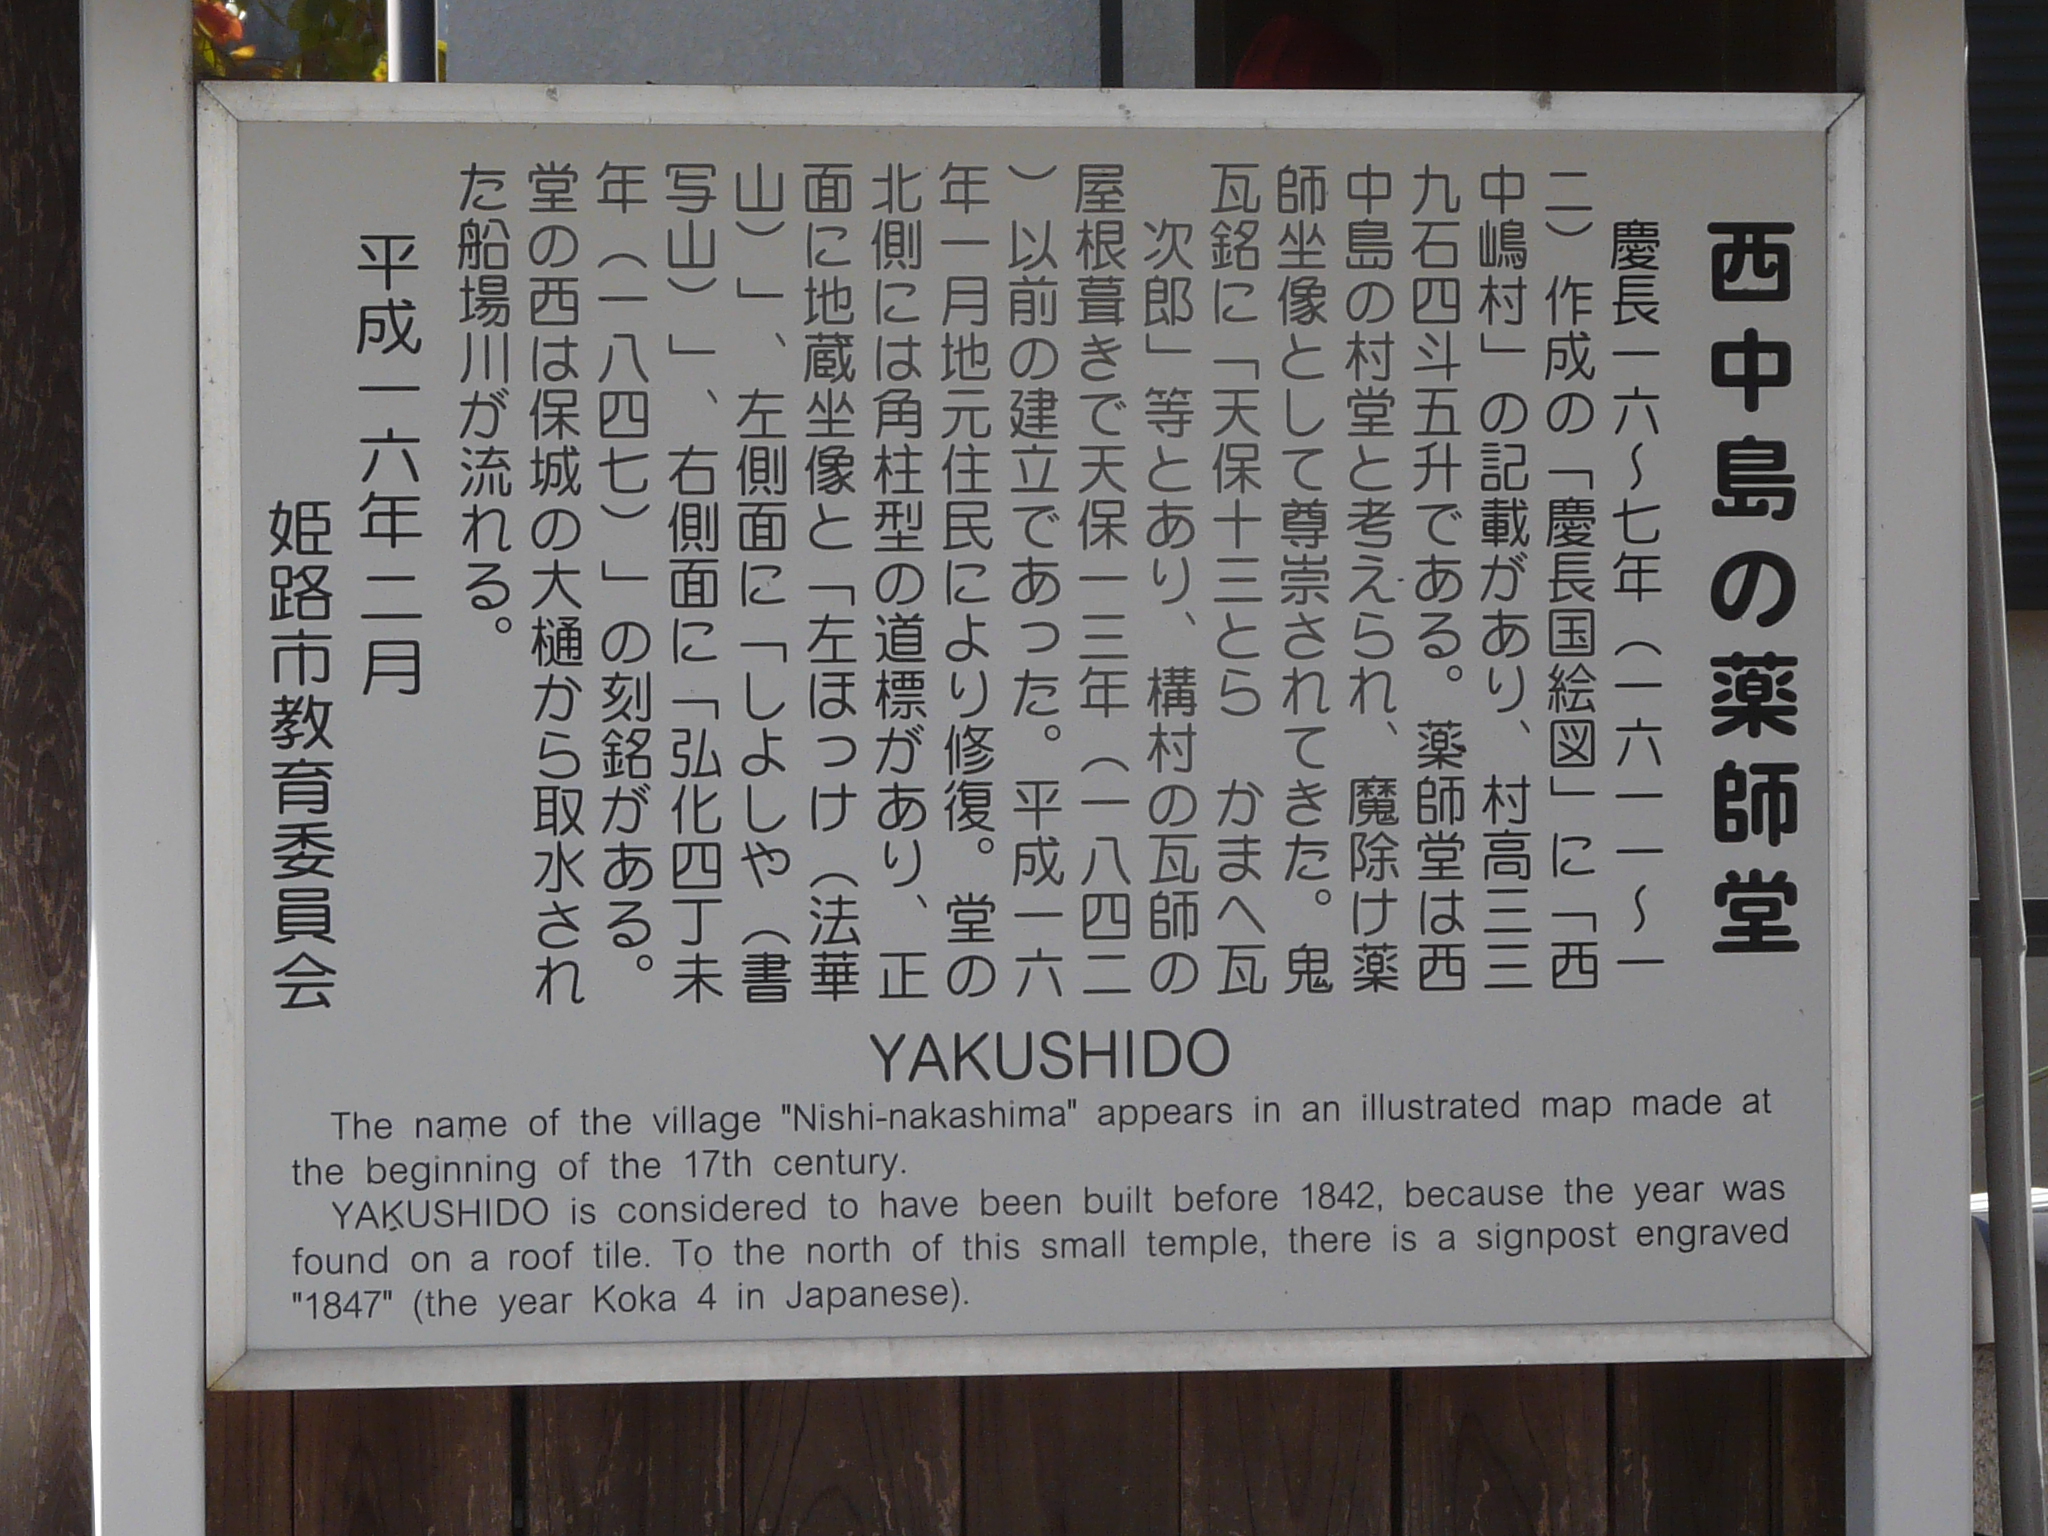 西中島の薬師堂
慶長一六～七年（一六一一～一
二）作成の「慶長国絵図」に「西
中嶋村」の記載があり、村高三三
九石四斗五升である。薬師堂は西
中島の村堂と考えられ、魔除け薬
師坐像として尊崇されてきた。鬼
瓦銘に「天保十三とら　かまへ瓦
次郎」等とあり、構村の瓦師の
屋根葺きで天保一三年（一八四二
）以前の建立であった。平成一六
年一月地元住民により修復。堂の
北側には角柱型の道標があり、正
面に地蔵坐像と「左ほっけ（法華
山）」、左側面に「しよしや（書
写山）」、右側面に「弘化四丁未
年（一八四七）」の刻銘がある。
堂の西は保城の大樋から取水され
た船場川が流れる。
平成一六年二月
姫路市教育委員会
YAKUSHIDO
The name of the village "Nishi-nakashima" appears in an illustrated map made at
the beginning of the 17th century.
YAKUSHIDO is considered to have been built before 1842, because the year was
found on a roof tile. To the north of this small temple, there is a signpost engraved
"1847" (the year Koka 4 in Japanese).